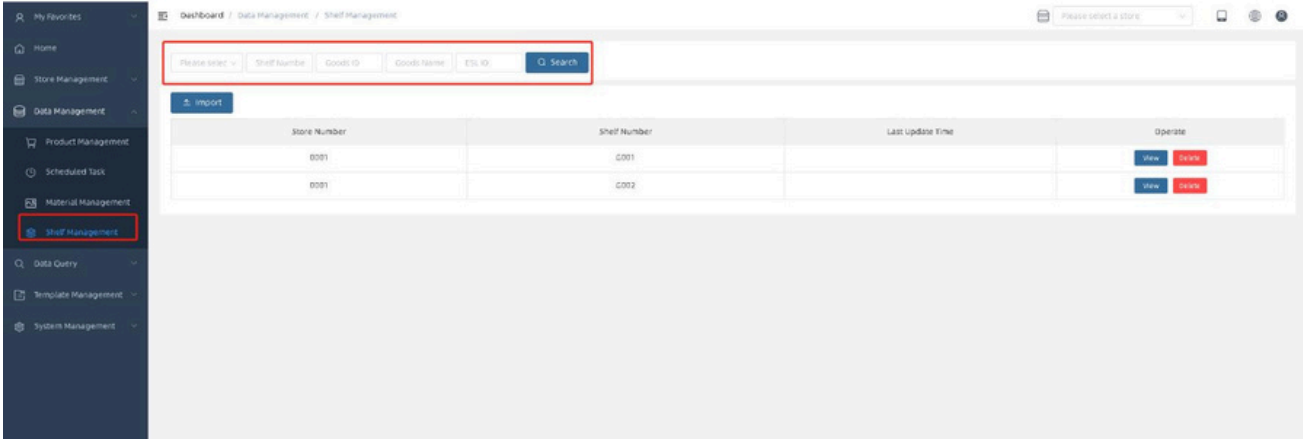 My Favorites
Dashboard / Data Management / Shelf Management
Please select a store
Home
Store Management
Data Management
Product Management
Scheduled Task
Material Management
Shelf Management
Data Query
Template Management
System Management
Please select
Shelf Number
Goods ID
Goods Name
ESL ID
Search
Import
Store Number Shelf Number Last Update Time Operate
0001 G001 View Delete
0001 G002 View Delete